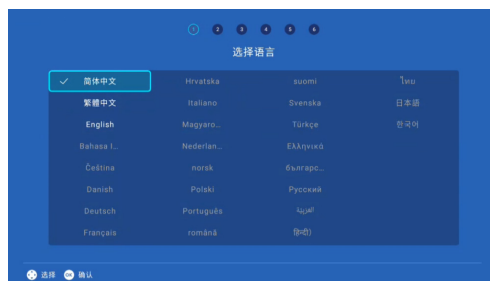 1 2 3 4 5 6
选择语言
简体中文 Hrvatska suomi ไทย
繁體中文 Italiano Svenska 日本語
English Magyaro... Türkçe 한국어
Bahasa I... Nederlan... Ελληνικά
Čeština norsk българс...
Danish Polski Русский
Deutsch Português العربية
Français română हिन्दी)
选择 OK 确认